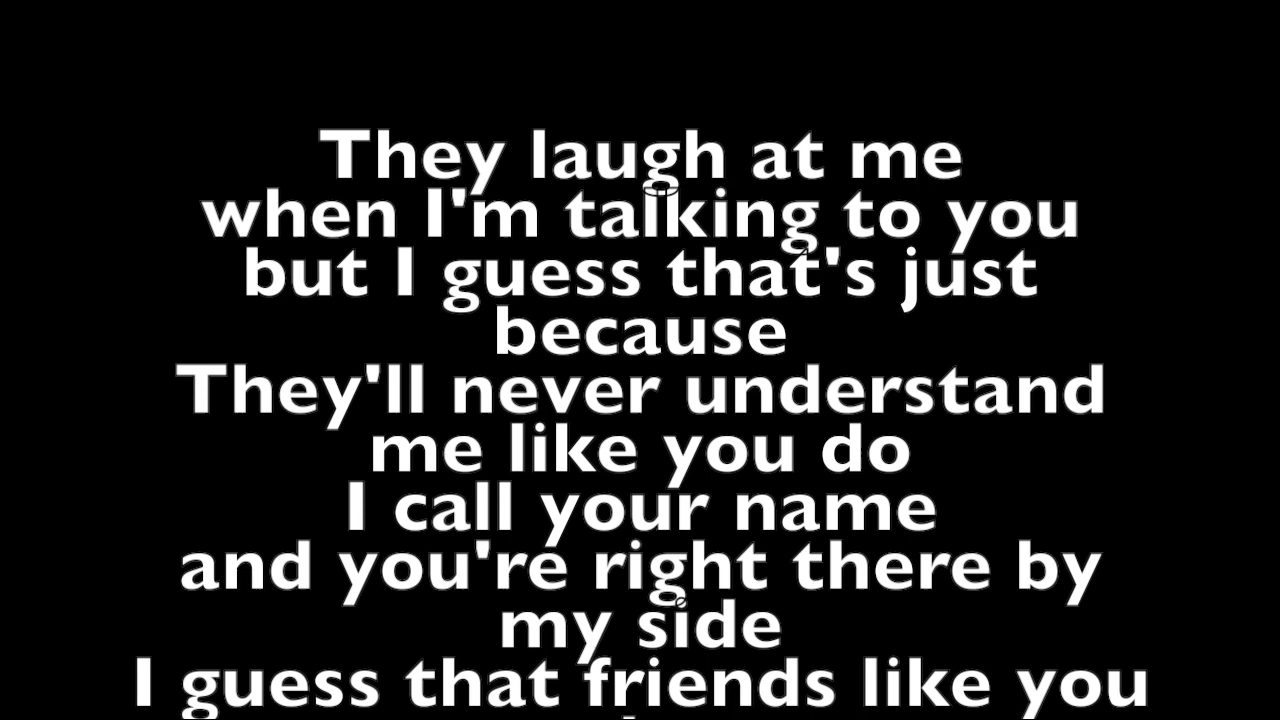 They laugh at me
when I'm talking to you
but I guess that's just
because
They'll never understand
me like you do
I call your name
and you're right there by
my side
I guess that friends like you